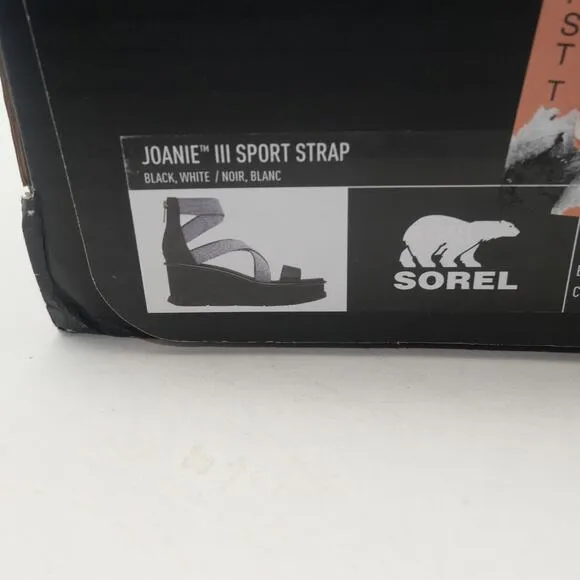 S
T
T
JOANIE™ III SPORT STRAP
BLACK, WHITE / NOIR, BLANC
SOREL